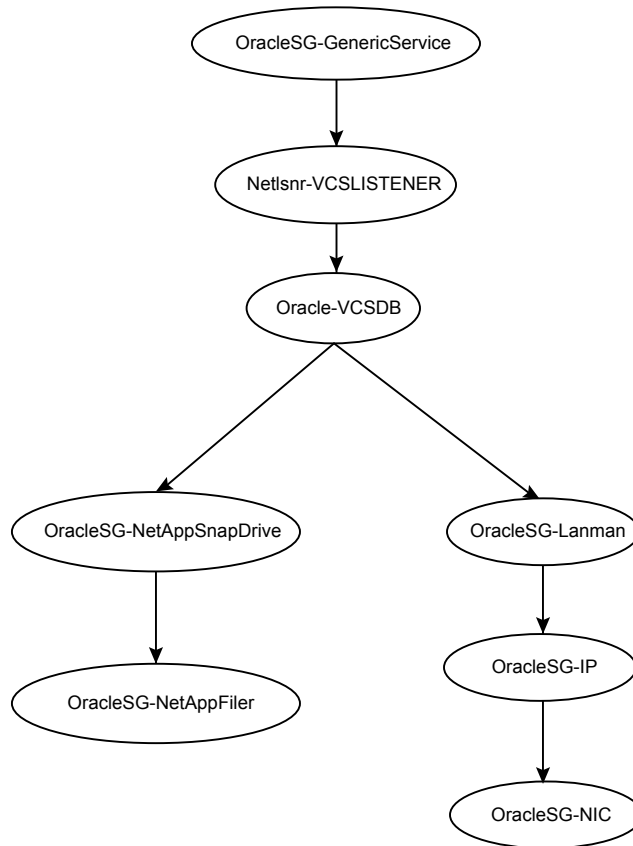 OracleSG-GenericService
Netlsnr-VCSLISTENER
Oracle-VCSDB
OracleSG-NetAppSnapDrive
OracleSG-Lanman
OracleSG-IP
OracleSG-NetAppFiler
OracleSG-NIC